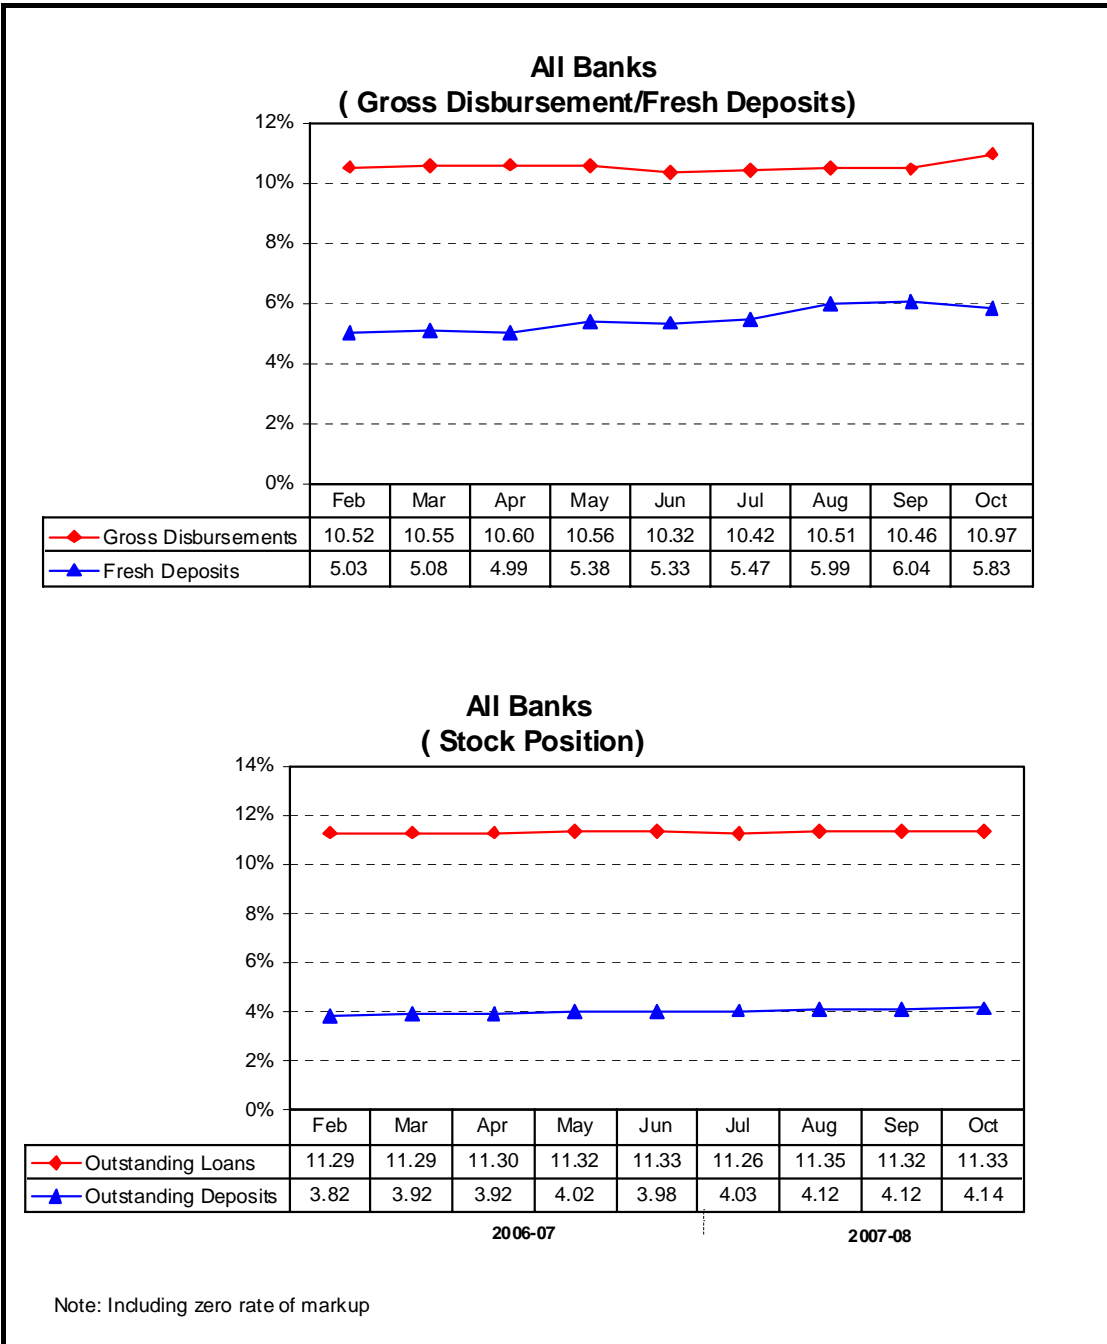 All Banks
( Gross Disbursement/Fresh Deposits)
12%
10%
8%
6%
4%
2%
0%
Feb Mar Apr May Jun Jul Aug Sep Oct
Gross Disbursements 10.52 10.55 10.60 10.56 10.32 10.42 10.51 10.46 10.97
Fresh Deposits 5.03 5.08 4.99 5.38 5.33 5.47 5.99 6.04 5.83
All Banks
( Stock Position)
14%
12%
10%
8%
6%
4%
2%
0%
Feb Mar Apr May Jun Jul Aug Sep Oct
Outstanding Loans 11.29 11.29 11.30 11.32 11.33 11.26 11.35 11.32 11.33
Outstanding Deposits 3.82 3.92 3.92 4.02 3.98 4.03 4.12 4.12 4.14
2006-07 2007-08
Note: Including zero rate of markup